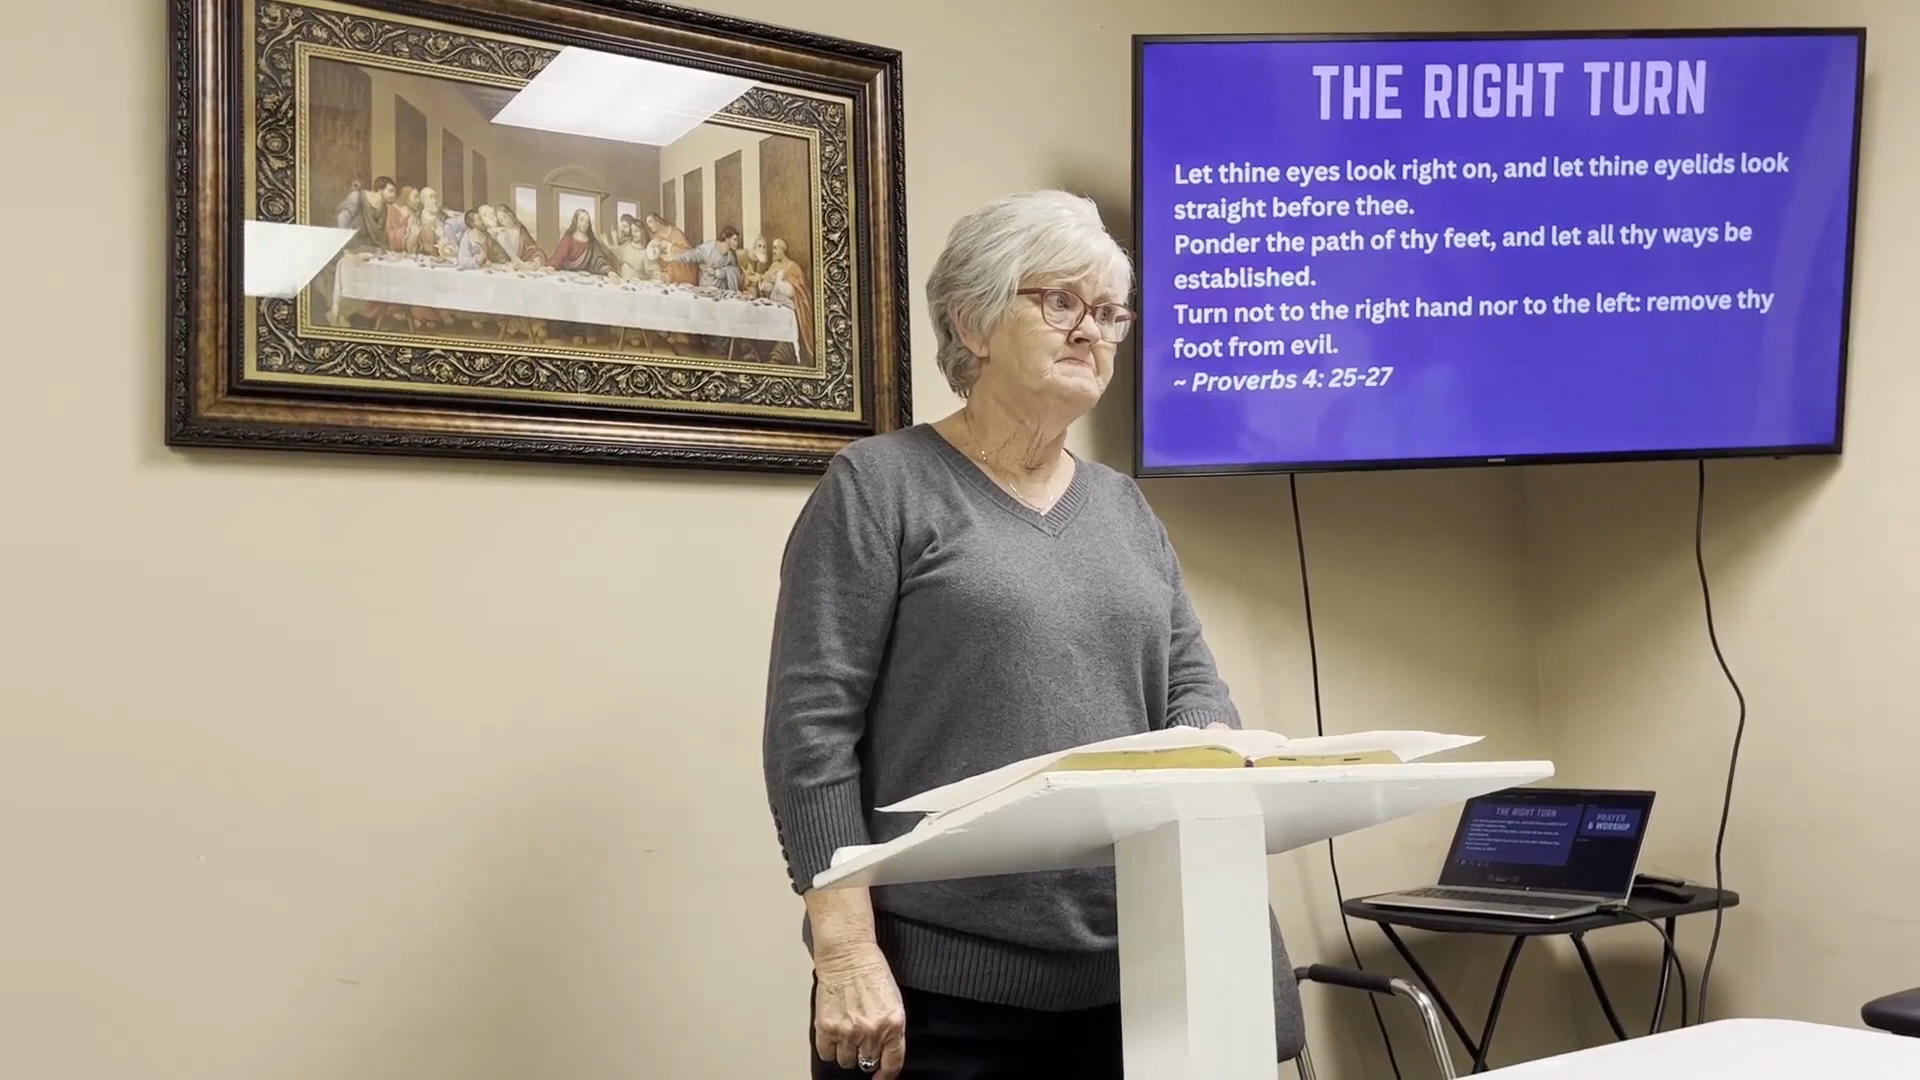 THE RIGHT TURN
Let thine eyes look right on, and let thine eyelids look
straight before thee.
Ponder the path of thy feet, and let all thy ways be
established.
Turn not to the right hand nor to the left: remove thy
foot from evil.
~ Proverbs 4: 25-27
SAMSUNG
THE RIGHT TURN
PRAYER
& WORSHIP